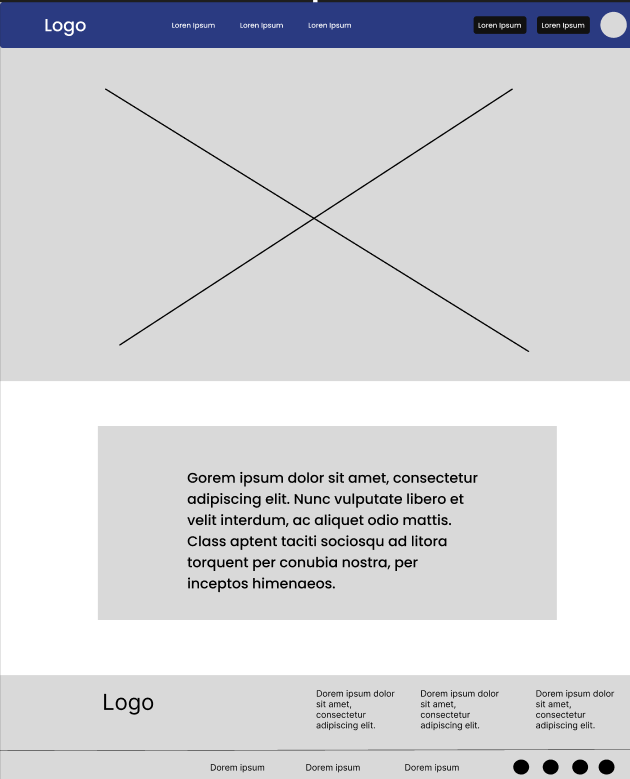 Logo
Loren Ipsum
Loren Ipsum
Loren Ipsum
Loren Ipsum
Loren Ipsum
Gorem ipsum dolor sit amet, consectetur
adipiscing elit. Nunc vulputate libero et
velit interdum, ac aliquet odio mattis.
Class aptent taciti sociosqu ad litora
torquent per conubia nostra, per
inceptos himenaeos.
Logo
Dorem ipsum dolor
sit amet,
consectetur
adipiscing elit.
Dorem ipsum dolor
sit amet,
consectetur
adipiscing elit.
Dorem ipsum dolor
sit amet,
consectetur
adipiscing elit.
Dorem ipsum
Dorem ipsum
Dorem ipsum